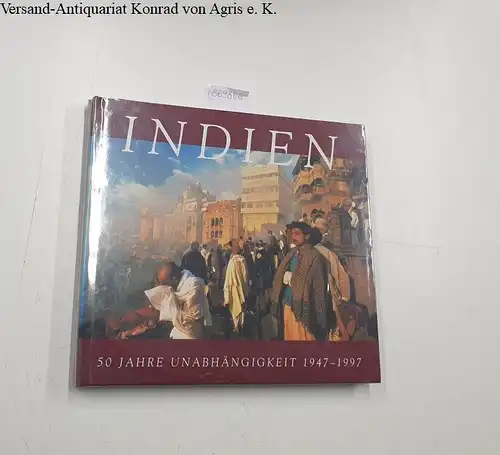 Versand-Antiquariat Konrad von Agris e. K.
INDIEN
50 JAHRE UNABHÄNGIGKEIT 1947–1997